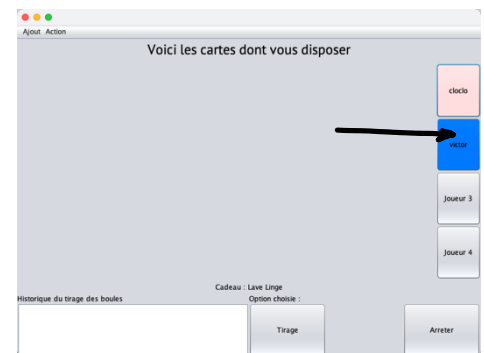 Ajout Action
Voici les cartes dont vous disposer
cloclo
victor
Joueur 3
Joueur 4
Cadeau : Lave Linge
Historique du tirage des boules
Option choisie :
Tirage
Arreter